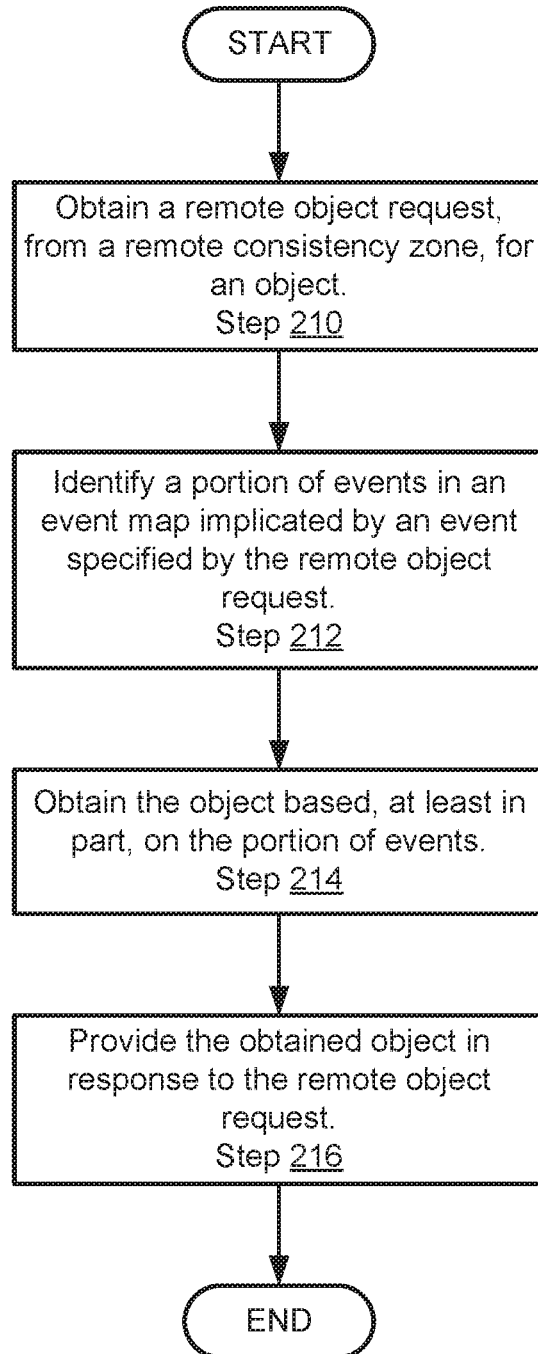 START
Obtain a remote object request,
from a remote consistency zone, for
an object.
Step 210
Identify a portion of events in an
event map implicated by an event
specified by the remote object
request.
Step 212
Obtain the object based, at least in
part, on the portion of events.
Step 214
Provide the obtained object in
response to the remote object
request.
Step 216
END